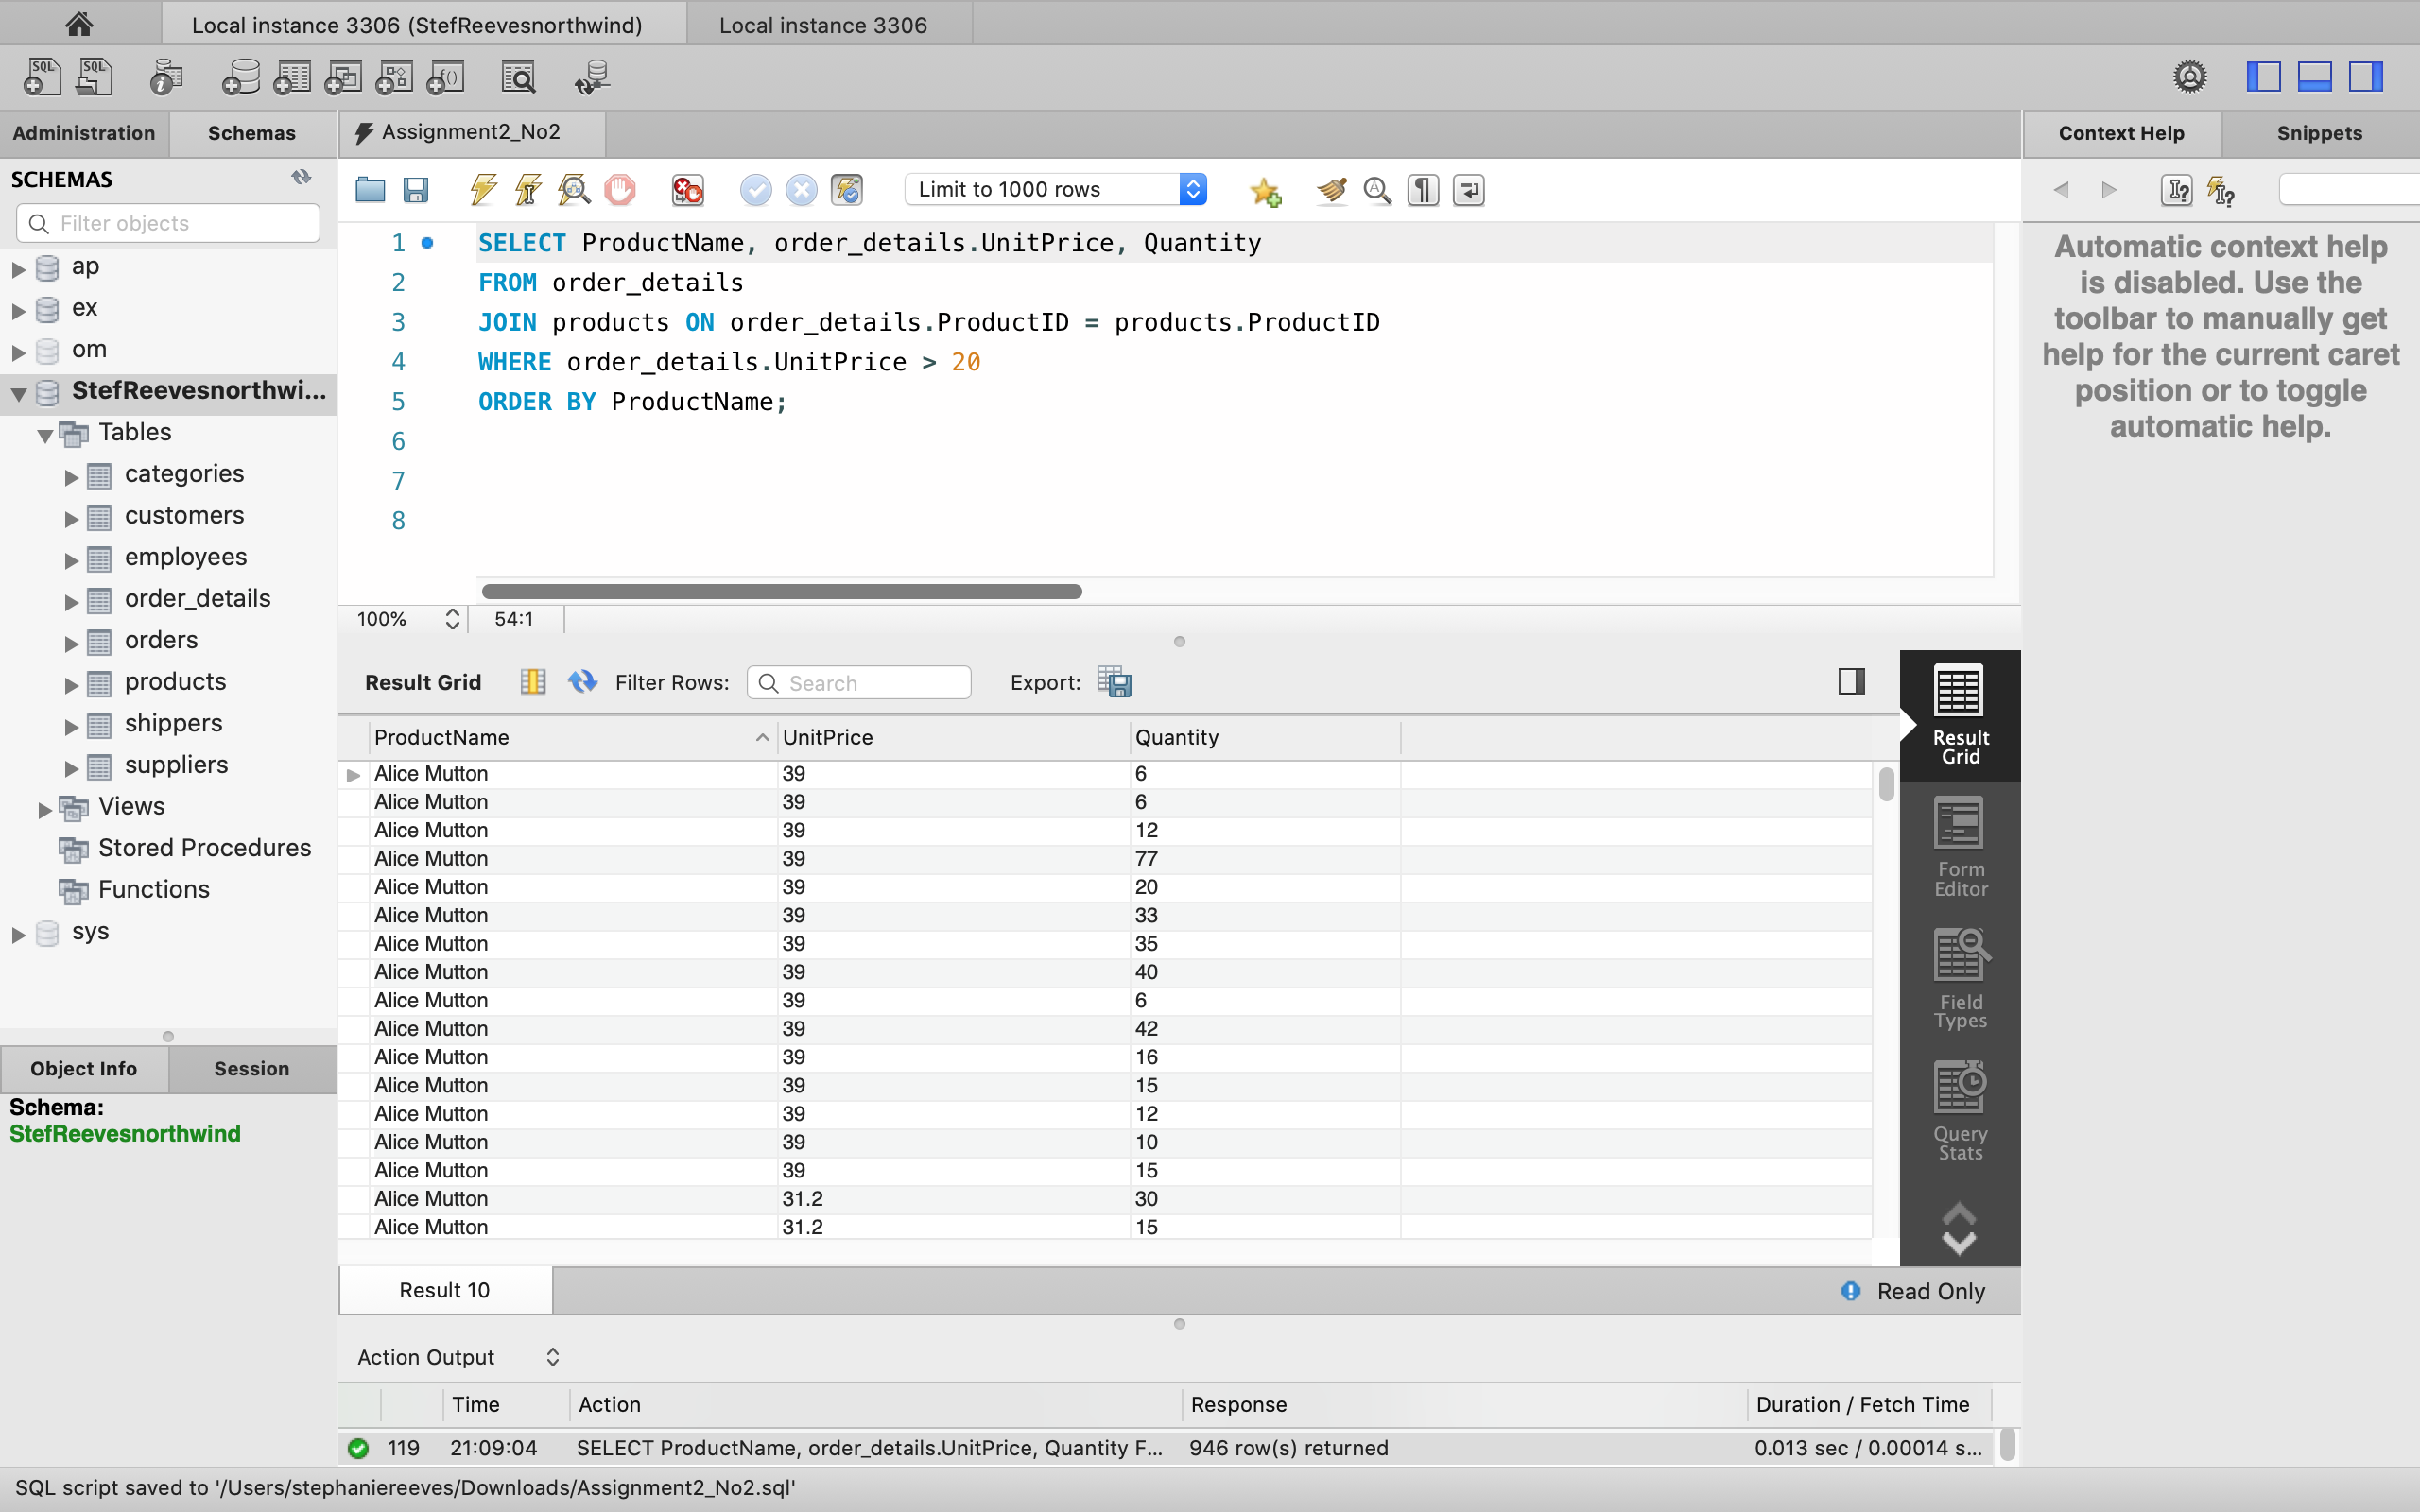 Local instance 3306 (StefReevesnorthwind)
Local instance 3306
Administration
Schemas
Assignment2_No2
Context Help
Snippets
SCHEMAS
Filter objects
ap
ex
om
StefReevesnorthwi...
Tables
categories
customers
employees
order_details
orders
products
shippers
suppliers
Views
Stored Procedures
Functions
sys
Object Info
Session
Schema:
StefReevesnorthwind
Limit to 1000 rows
1 SELECT ProductName, order_details.UnitPrice, Quantity
2 FROM order_details
3 JOIN products ON order_details.ProductID = products.ProductID
4 WHERE order_details.UnitPrice > 20
5 ORDER BY ProductName;
6
7
8
100%
54:1
Automatic context help
is disabled. Use the
toolbar to manually get
help for the current caret
position or to toggle
automatic help.
Result Grid
Filter Rows:
Search
Export:
ProductName UnitPrice Quantity
Alice Mutton 39 6
Alice Mutton 39 6
Alice Mutton 39 12
Alice Mutton 39 77
Alice Mutton 39 20
Alice Mutton 39 33
Alice Mutton 39 35
Alice Mutton 39 40
Alice Mutton 39 6
Alice Mutton 39 42
Alice Mutton 39 16
Alice Mutton 39 15
Alice Mutton 39 12
Alice Mutton 39 10
Alice Mutton 39 15
Alice Mutton 31.2 30
Alice Mutton 31.2 15
Result
Grid
Form
Editor
Field
Types
Query
Stats
Result 10
Read Only
Action Output
Time Action Response Duration / Fetch Time
119 21:09:04 SELECT ProductName, order_details.UnitPrice, Quantity F... 946 row(s) returned 0.013 sec / 0.00014 s...
SQL script saved to '/Users/stephaniereeves/Downloads/Assignment2_No2.sql'